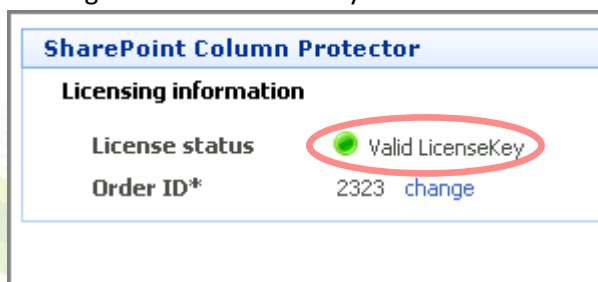 SharePoint Column Protector
Licensing information
License status Valid LicenseKey
Order ID* 2323 change